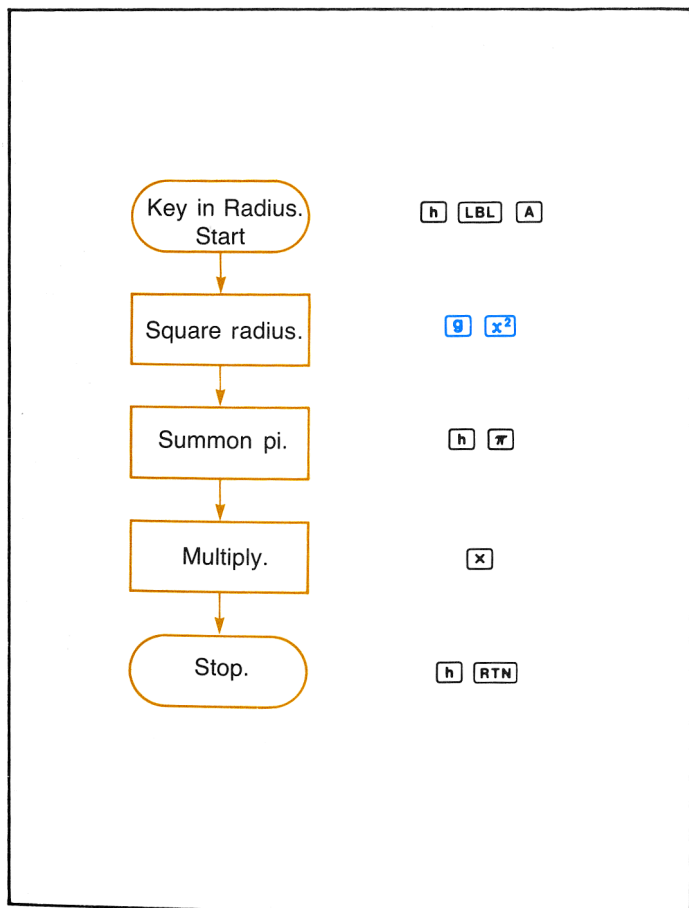 Key in Radius.
Start
h LBL A
Square radius.
g x²
Summon pi.
h π
Multiply.
×
Stop.
h RTN